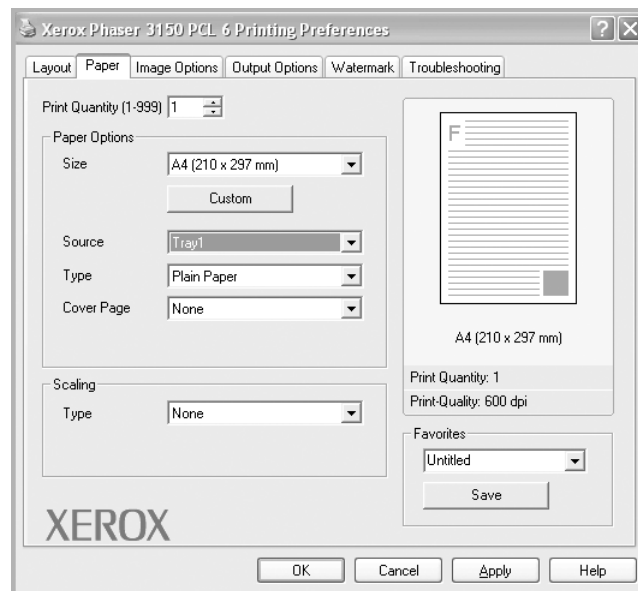 Xerox Phaser 3150 PCL 6 Printing Preferences
Layout Paper Image Options Output Options Watermark Troubleshooting
Print Quantity (1-999) 1
Paper Options
Size A4 (210 x 297 mm)
Custom
Source Tray1
Type Plain Paper
Cover Page None
Scaling
Type None
XEROX
F
A4 (210 x 297 mm)
Print Quantity: 1
Print-Quality: 600 dpi
Favorites
Untitled
Save
OK Cancel Apply Help